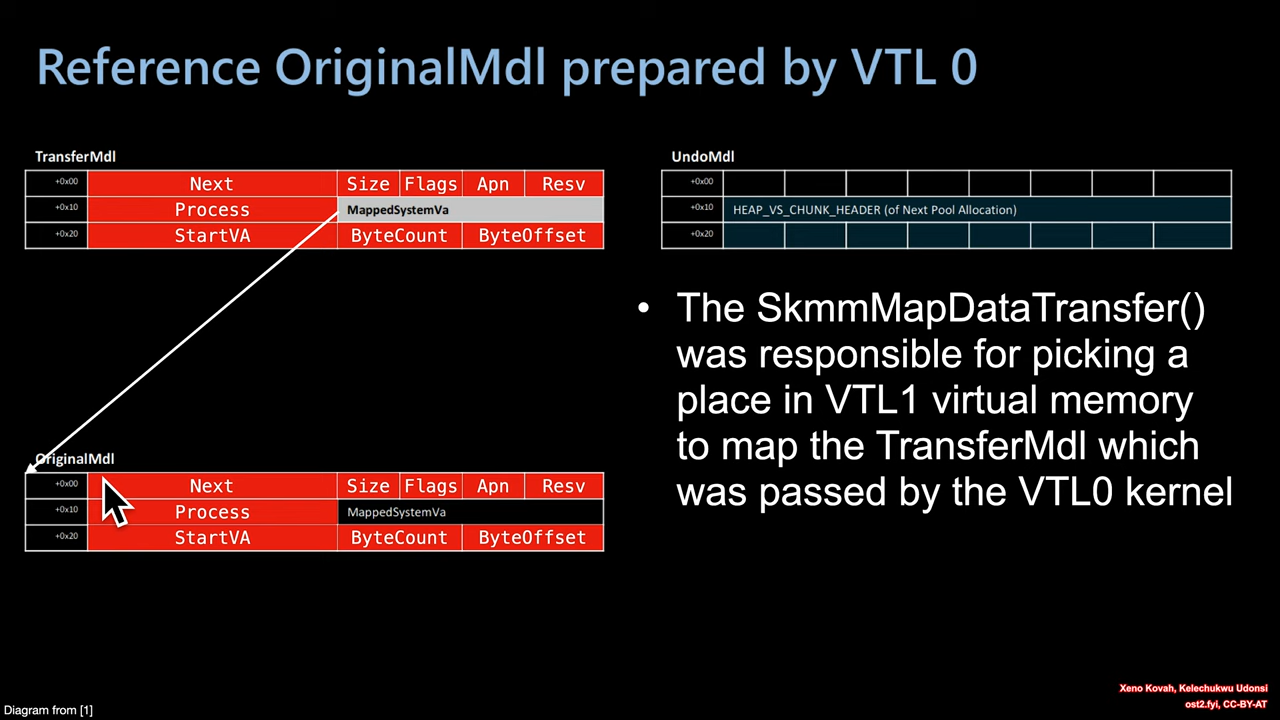 Reference OriginalMdl prepared by VTL 0
TransferMdl
+0x00 Next Size Flags Apn Resv
+0x10 Process MappedSystemVa
+0x20 StartVA ByteCount ByteOffset
UndoMdl
+0x00
+0x10 HEAP_VS_CHUNK_HEADER (of Next Pool Allocation)
+0x20
• The SkmmMapDataTransfer()
was responsible for picking a
place in VTL1 virtual memory
to map the TransferMdl which
was passed by the VTL0 kernel
OriginalMdl
+0x00 Next Size Flags Apn Resv
+0x10 Process MappedSystemVa
+0x20 StartVA ByteCount ByteOffset
Xeno Kovah, Kelechukwu Udonsi
ost2.fyi, CC-BY-AT
Diagram from [1]